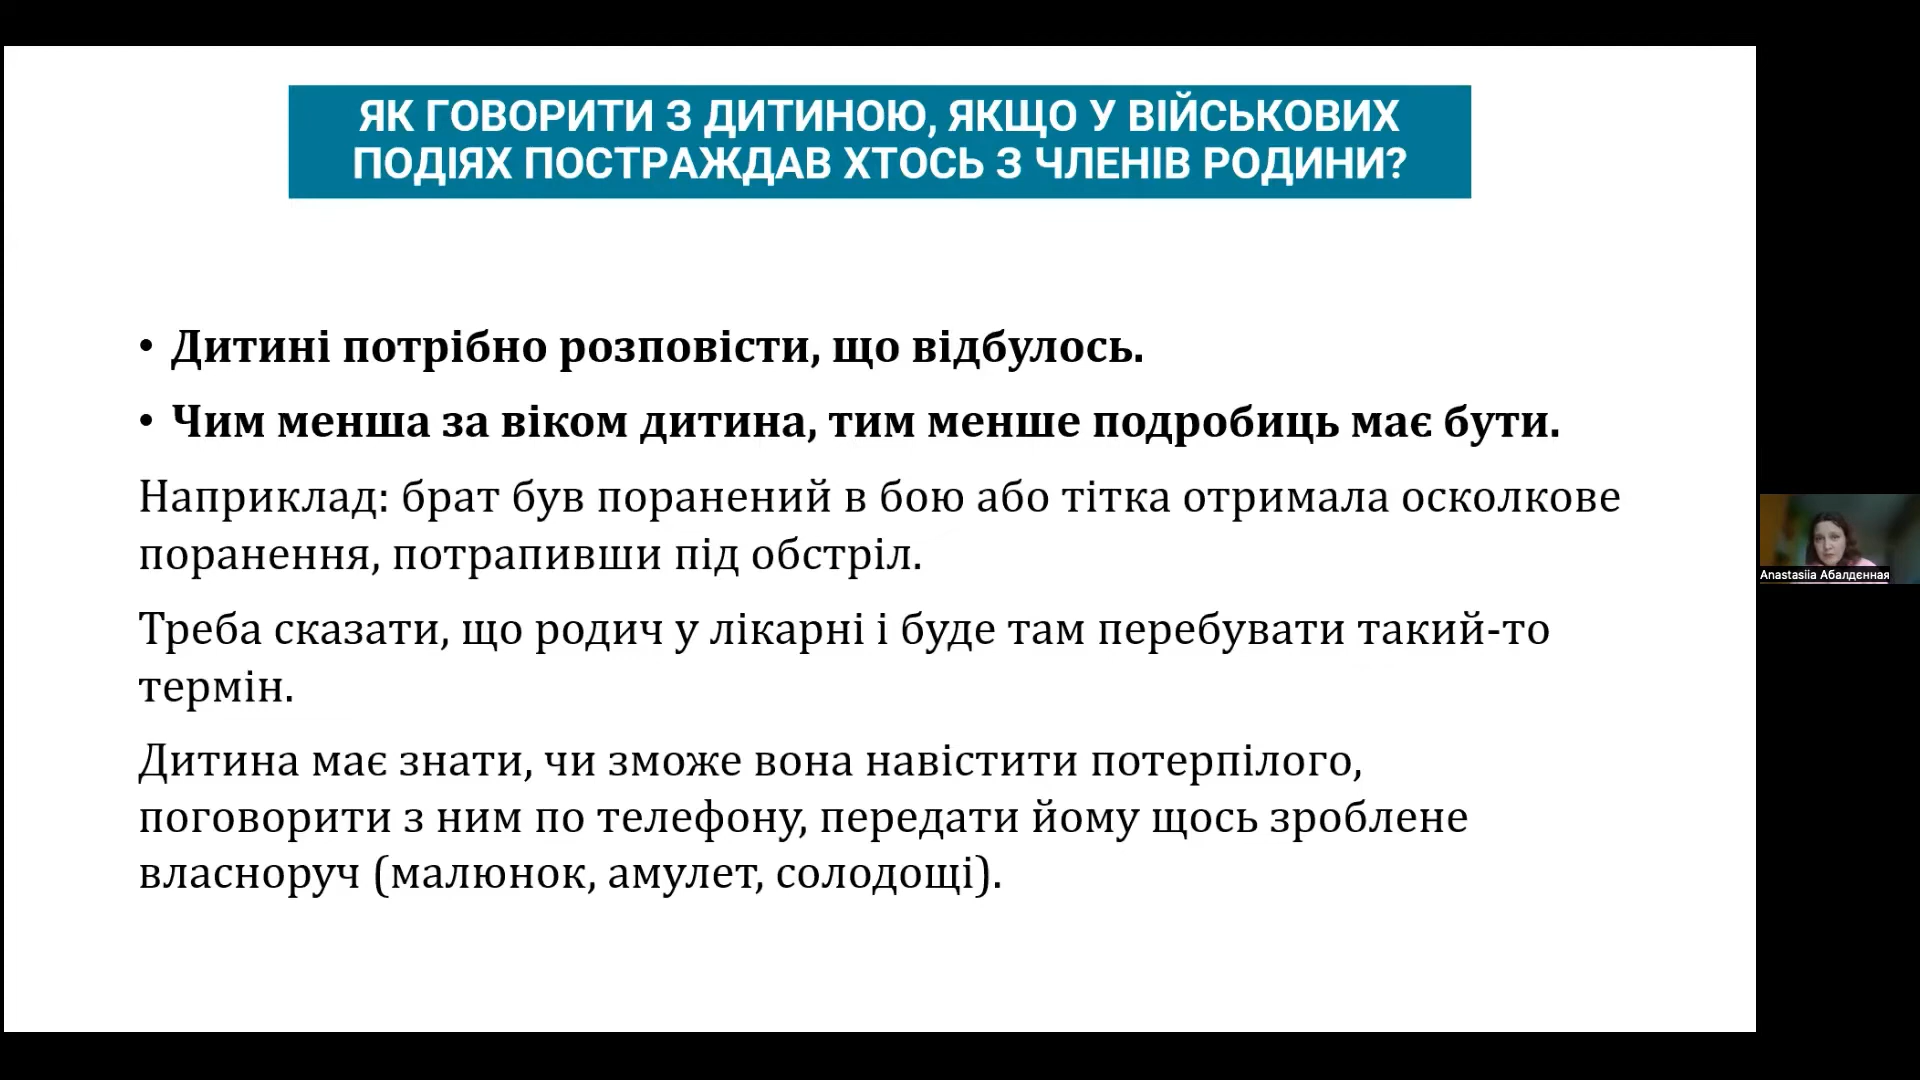 ЯК ГОВОРИТИ З ДИТИНОЮ, ЯКЩО У ВІЙСЬКОВИХ
ПОДІЯХ ПОСТРАЖДАВ ХТОСЬ З ЧЛЕНІВ РОДИНИ?
• Дитині потрібно розповісти, що відбулось.
• Чим менша за віком дитина, тим менше подробиць має бути.
Наприклад: брат був поранений в бою або тітка отримала осколкове
поранення, потрапивши під обстріл.
Треба сказати, що родич у лікарні і буде там перебувати такий-то
термін.
Дитина має знати, чи зможе вона навістити потерпілого,
поговорити з ним по телефону, передати йому щось зроблене
власноруч (малюнок, амулет, солодощі).
Anastasiia Абалдєнная